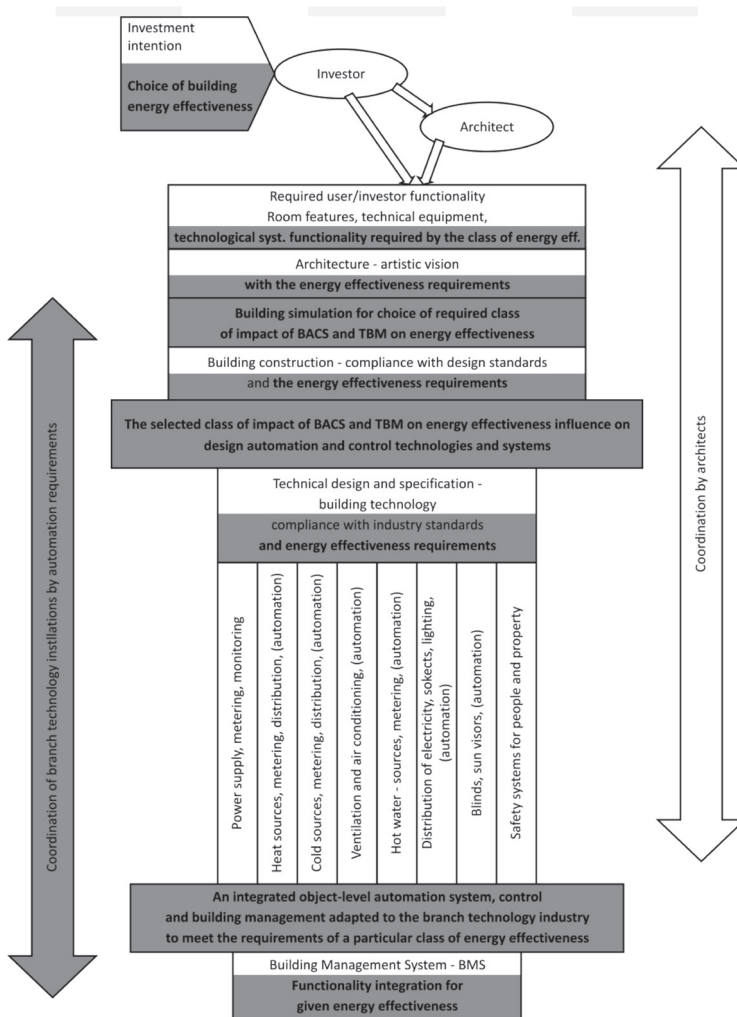 Investment
intention
Choice of building
energy effectiveness
Investor
Architect
Required user/investor functionality
Room features, technical equipment,
technological syst. functionality required by the class of energy eff.
Architecture - artistic vision
with the energy effectiveness requirements
Building simulation for choice of required class
of impact of BACS and TBM on energy effectiveness
Building construction - compliance with design standards
and the energy effectiveness requirements
The selected class of impact of BACS and TBM on energy effectiveness influence on
design automation and control technologies and systems
Technical design and specification -
building technology
compliance with industry standards
and energy effectiveness requirements
Power supply, metering, monitoring
Heat sources, metering, distribution, (automation)
Cold sources, metering, distribution, (automation)
Ventilation and air conditioning, (automation)
Hot water - sources, metering, (automation)
Distribution of electricity, sokects, lighting,
(automation)
Blinds, sun visors, (automation)
Safety systems for people and property
An integrated object-level automation system, control
and building management adapted to the branch technology industry
to meet the requirements of a particular class of energy effectiveness
Building Management System - BMS
Functionality integration for
given energy effectiveness
Coordination of branch technology instillations by automation requirements
Coordination by architects